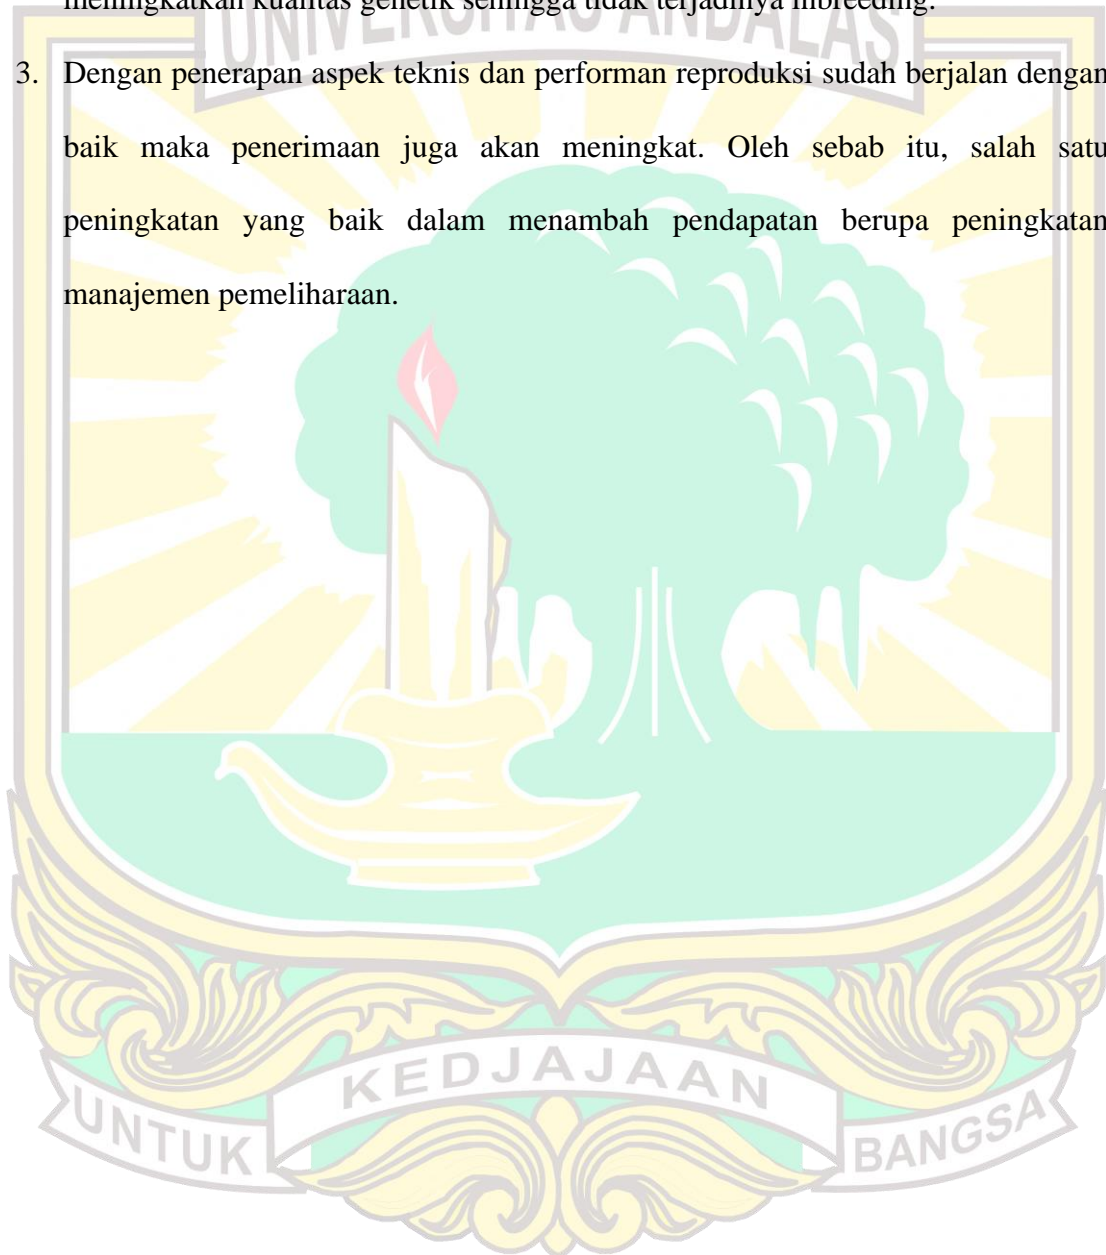 meningkatkan kualitas genetik sehingga tidak terjadinya inbreeding.
UNIVERSITAS ANDALAS
3. Dengan penerapan aspek teknis dan performan reproduksi sudah berjalan dengan
baik maka penerimaan juga akan meningkat. Oleh sebab itu, salah satu
peningkatan yang baik dalam menambah pendapatan berupa peningkatan
manajemen pemeliharaan.
UNTUK KEDJAJAAN BANGSA